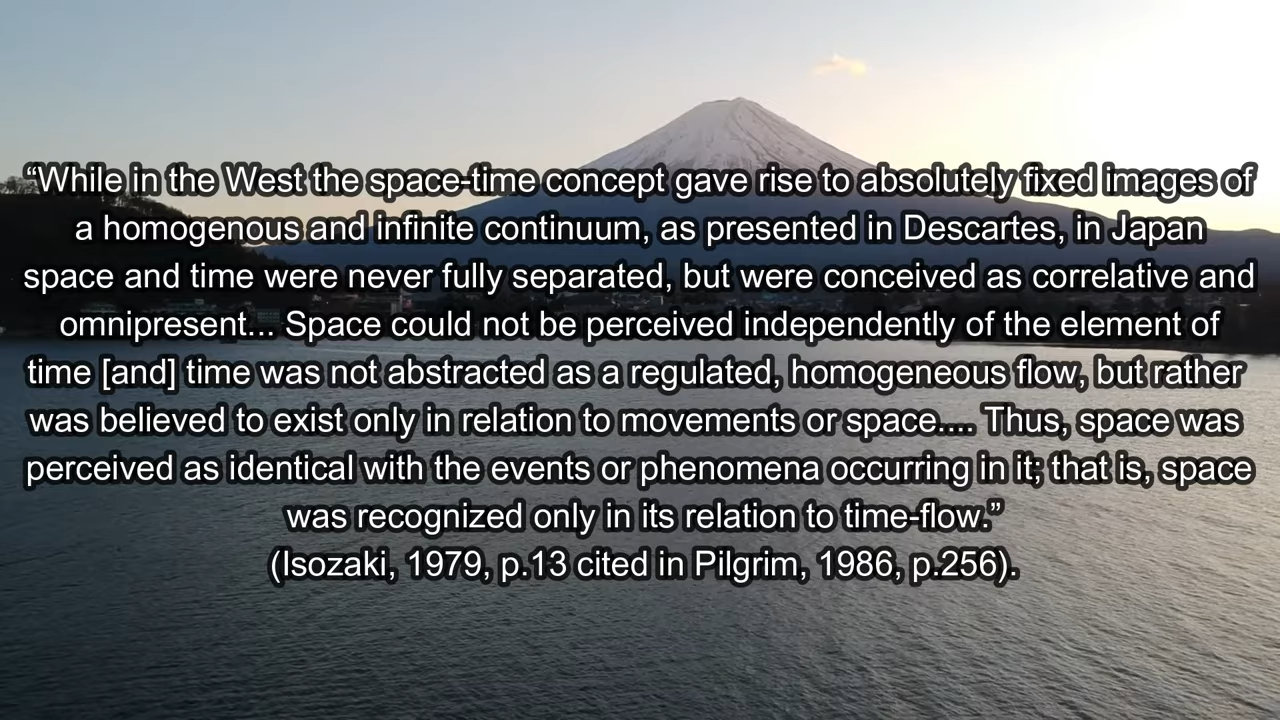 “While in the West the space-time concept gave rise to absolutely fixed images of
a homogenous and infinite continuum, as presented in Descartes, in Japan
space and time were never fully separated, but were conceived as correlative and
omnipresent... Space could not be perceived independently of the element of
time [and] time was not abstracted as a regulated, homogeneous flow, but rather
was believed to exist only in relation to movements or space.... Thus, space was
perceived as identical with the events or phenomena occurring in it; that is, space
was recognized only in its relation to time-flow.”
(Isozaki, 1979, p.13 cited in Pilgrim, 1986, p.256).